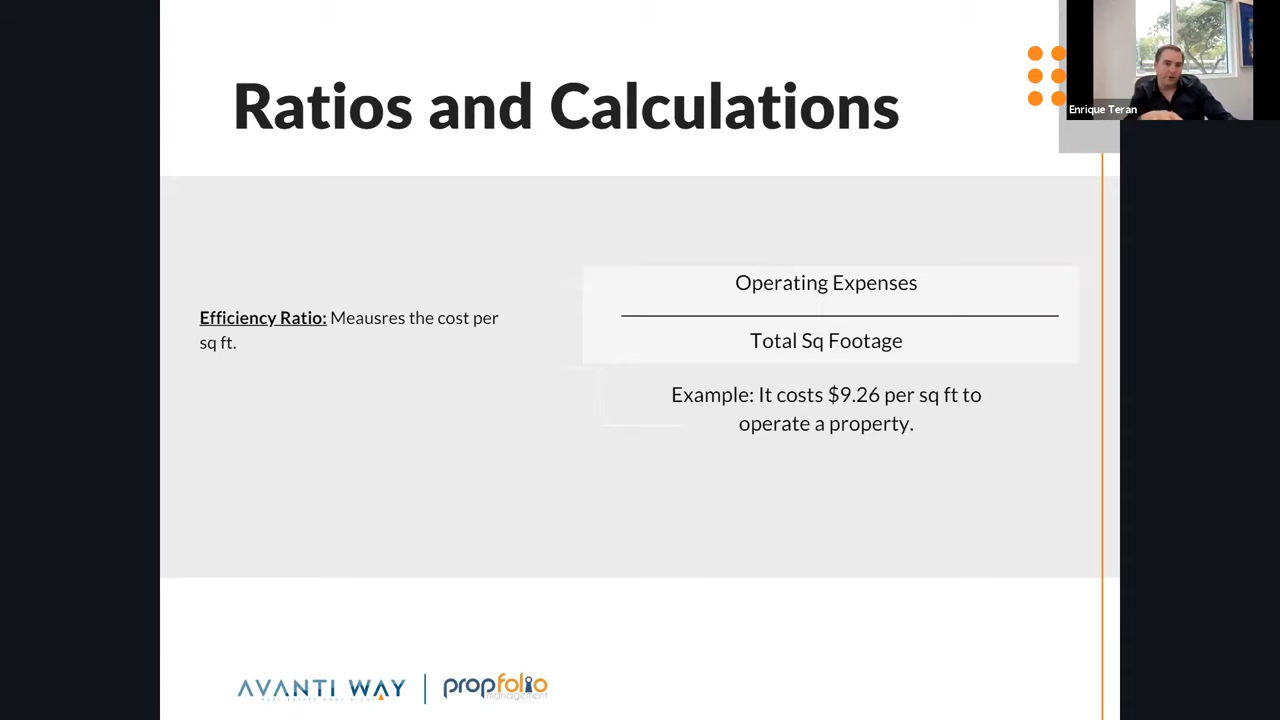 Ratios and Calculations
Enrique Teran
Efficiency Ratio: Meausres the cost per
sq ft.
Operating Expenses
Total Sq Footage
Example: It costs $9.26 per sq ft to
operate a property.
AVANTI WAY
propfolio
management